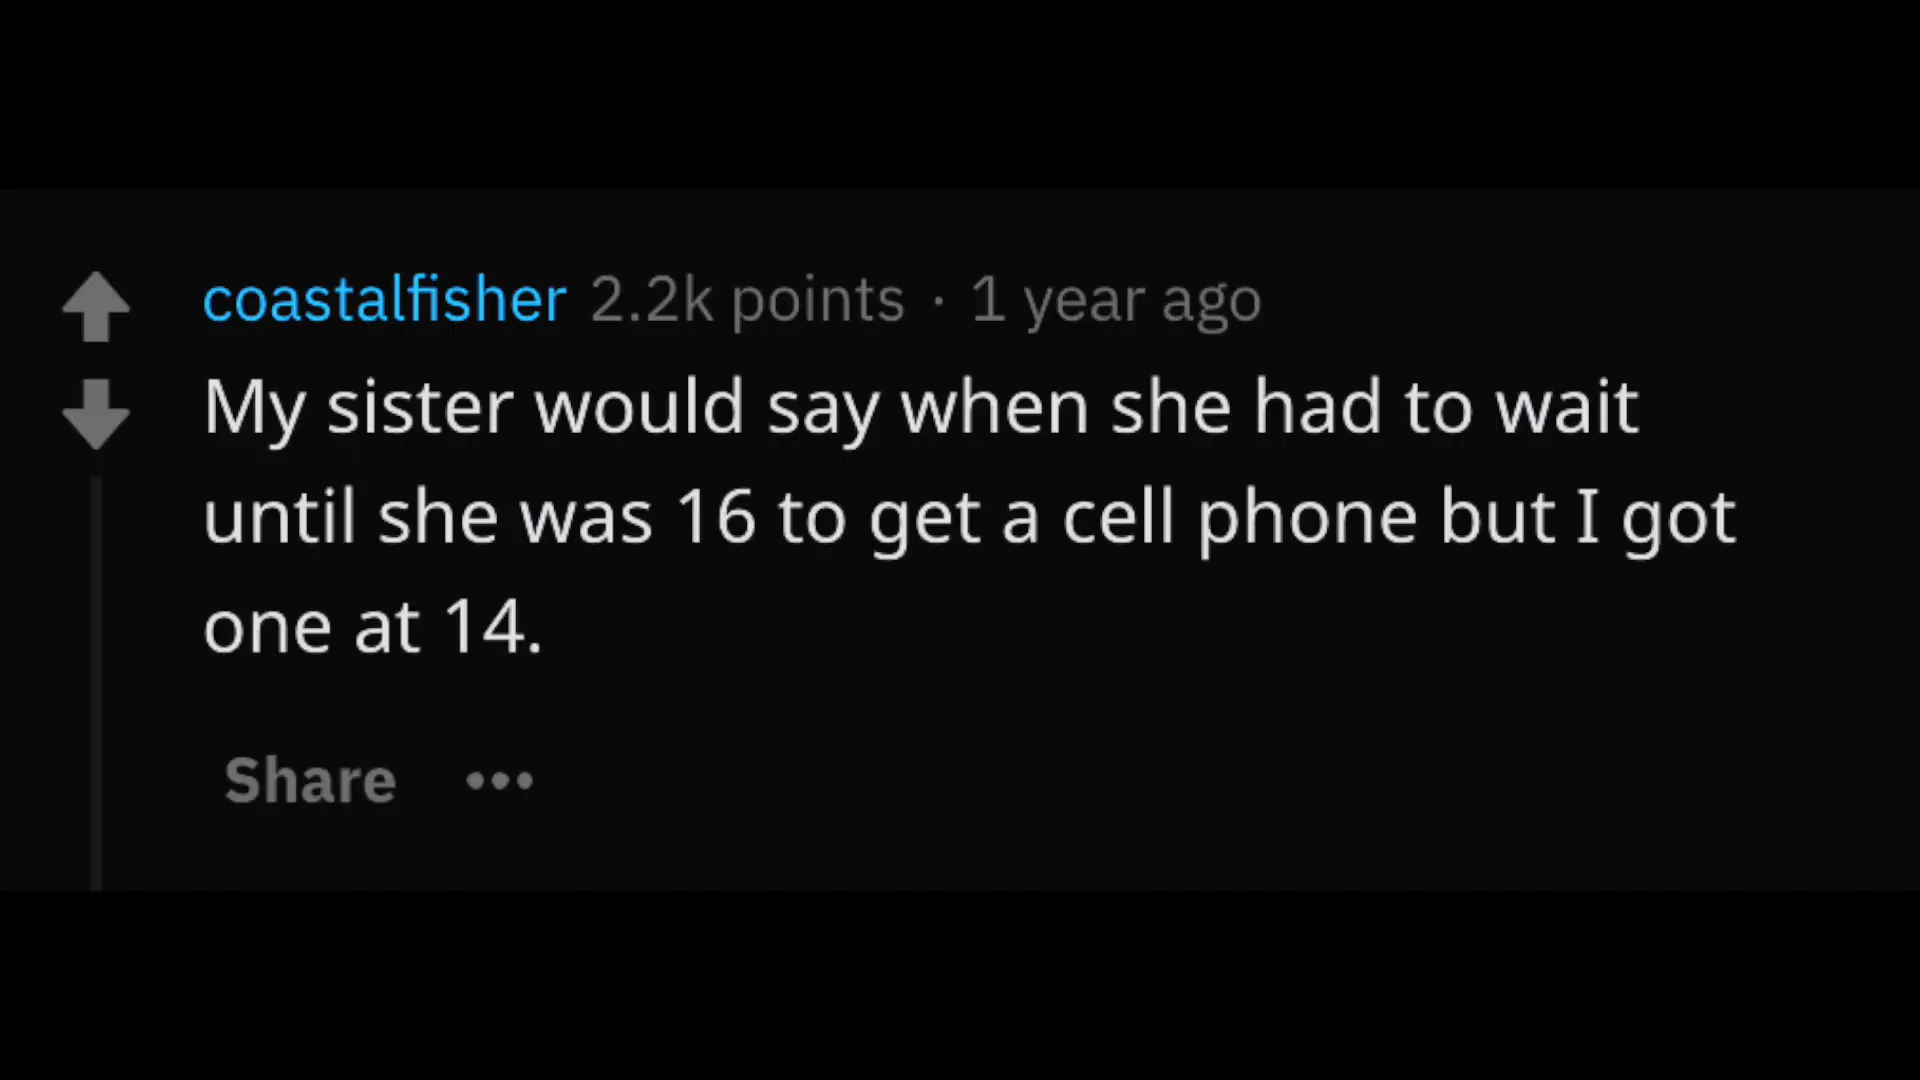 coastalfisher 2.2k points · 1 year ago
My sister would say when she had to wait
until she was 16 to get a cell phone but I got
one at 14.
Share •••